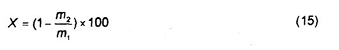 X = (1 - m₂/m₁) × 100 (15)